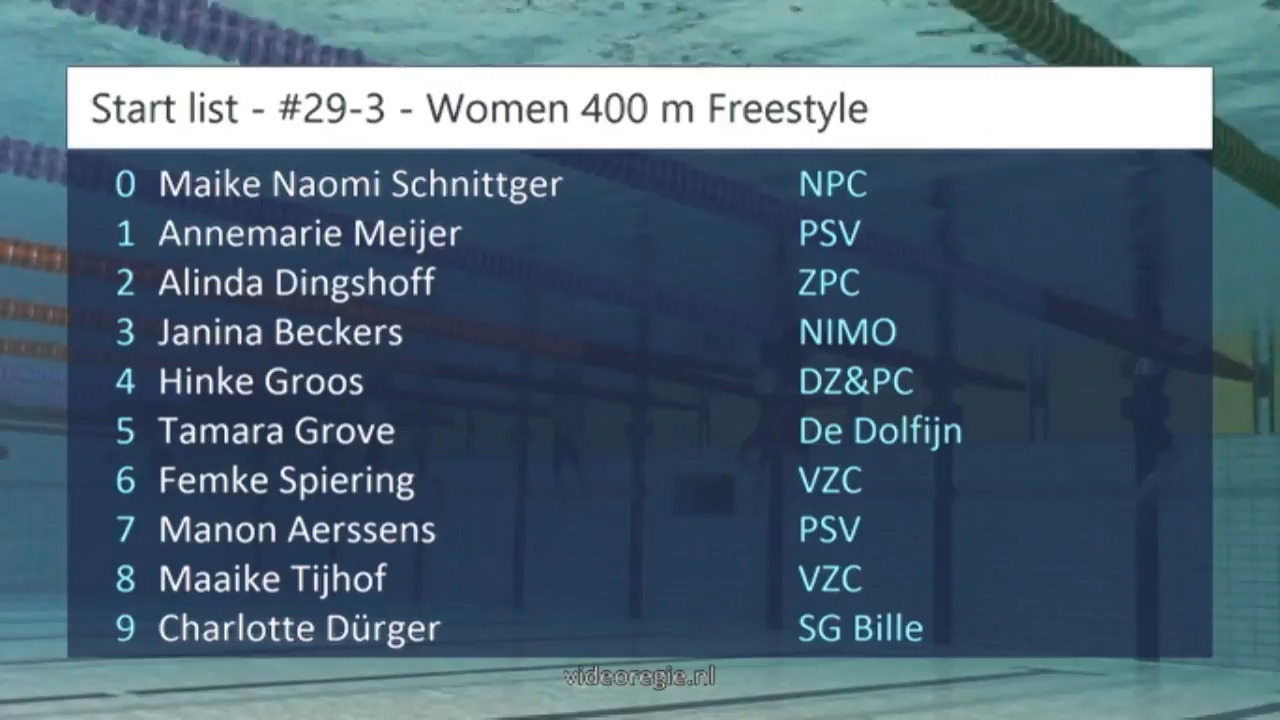 Start list - #29-3 - Women 400 m Freestyle
0 Maike Naomi Schnittger NPC
1 Annemarie Meijer PSV
2 Alinda Dingshoff ZPC
3 Janina Beckers NIMO
4 Hinke Groos DZ&PC
5 Tamara Grove De Dolfijn
6 Femke Spiering VZC
7 Manon Aerssens PSV
8 Maaike Tijhof VZC
9 Charlotte Dürger SG Bille
videoregie.nl